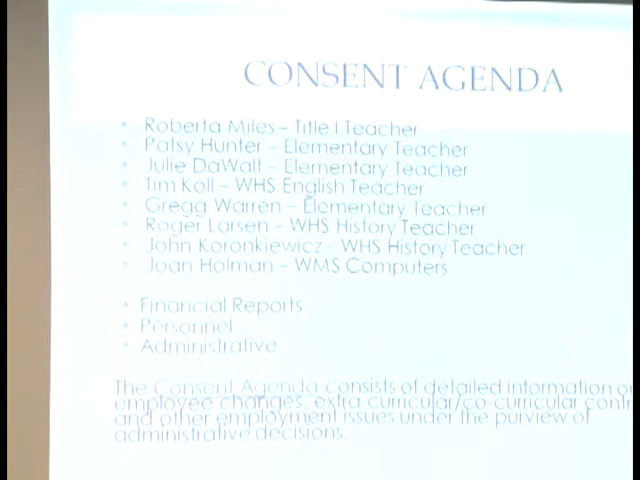 CONSENT AGENDA
• Roberta Miles – Title I Teacher
• Patsy Hunter – Elementary Teacher
• Julie DaWalt – Elementary Teacher
• Tim Koll – WHS English Teacher
• Gregg Warren – Elementary Teacher
• Roger Larsen – WHS History Teacher
• John Koronkiewicz – WHS History Teacher
• Joan Holman – WMS Computers
• Financial Reports
• Personnel
• Administrative
The Consent Agenda consists of detailed information
employee changes, extra curricular/co curricular
and other employment issues under the purview of
administrative decisions.